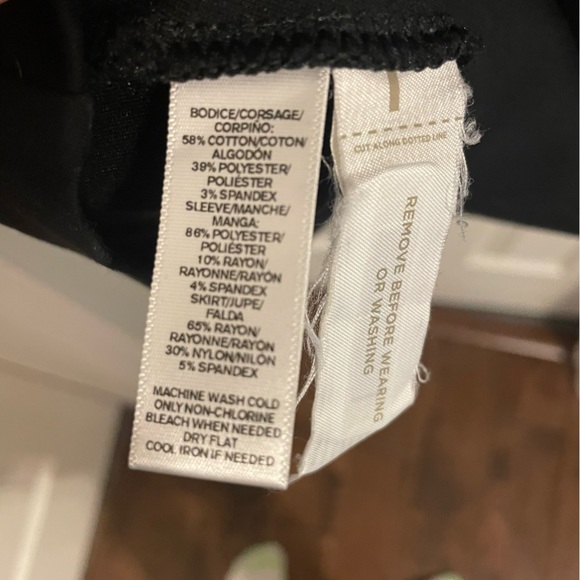 BODICE/CORSAGE/
CORPIÑO:
58% COTTON/COTON/
ALGODÓN
39% POLYESTER/
POLIÉSTER
3% SPANDEX
SLEEVE/MANCHE/
MANGA:
86% POLYESTER/
POLIÉSTER
10% RAYON/
RAYONNE/RAYÓN
4% SPANDEX
SKIRT/JUPE/
FALDA
65% RAYON/
RAYONNE/RAYÓN
30% NYLON/NILÓN
5% SPANDEX
MACHINE WASH COLD
ONLY NON-CHLORINE
BLEACH WHEN NEEDED
DRY FLAT
COOL IRON IF NEEDED
CUT ALONG DOTTED LINE
REMOVE BEFORE WEARING
OR WASHING